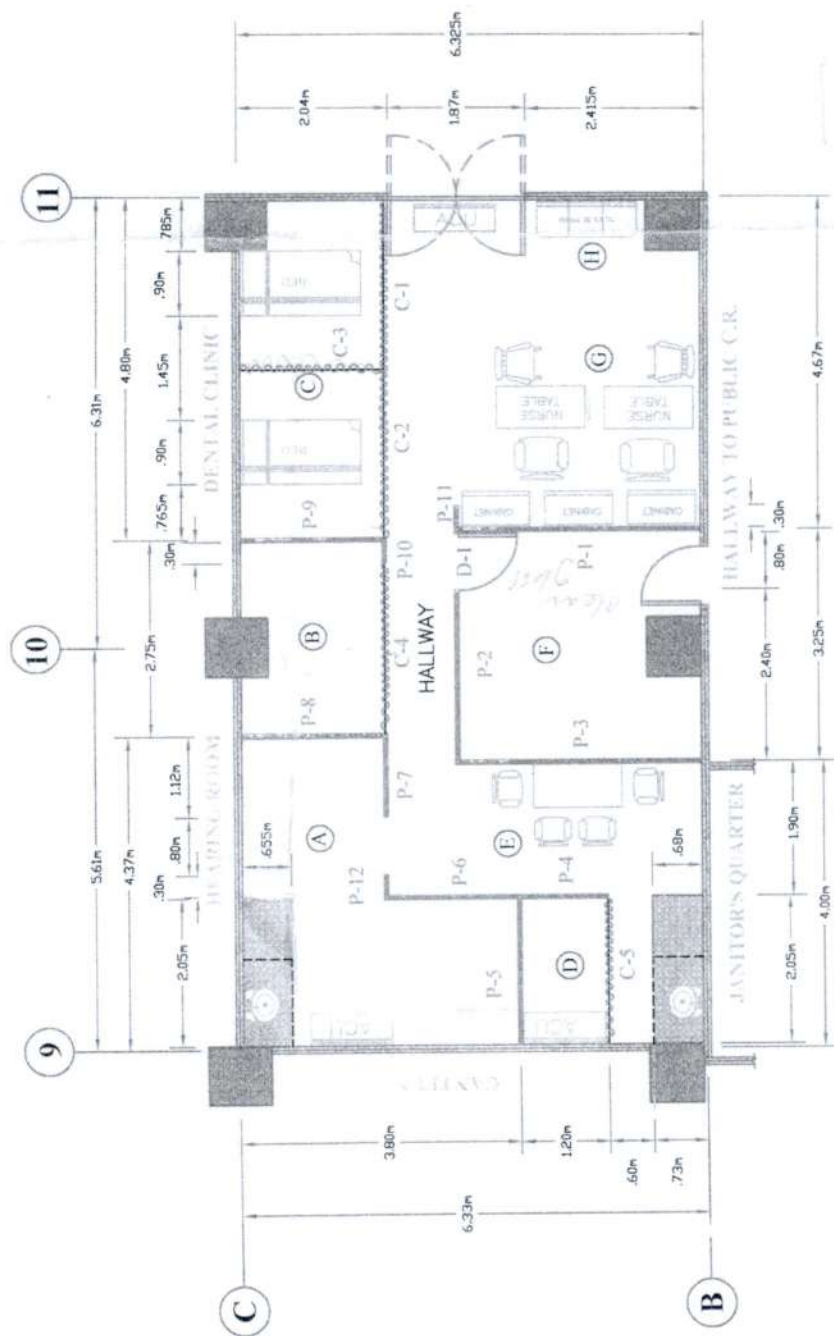 11
10
9
C
B
6.31m
5.61m
4.80m
2.75m
4.37m
785m
.90m
1.45m
.90m
.765m
.30m
1.12m
.80m
.30m
2.05m
DENTAL CLINIC
HEARING ROOM
6.325m
2.04m
1.87m
2.415m
6.33m
3.80m
1.20m
.60m
.73m
BED
BED
C-3
C
P-9
C-1
C-2
P-10
C-4
B
P-8
P-7
A
.655m
P-12
ACU
P-5
HALLWAY
P-11
D-1
P-1
P-2
P-3
F
H
G
NURSE TABLE
NURSE TABLE
CABINET
CABINET
CABINET
P-6
P-4
E
D
ACU
C-5
.68m
HALLWAY TO PUBLIC C.R.
JANITOR'S QUARTER
4.67m
.30m
.80m
2.40m
3.25m
1.90m
2.05m
4.00m